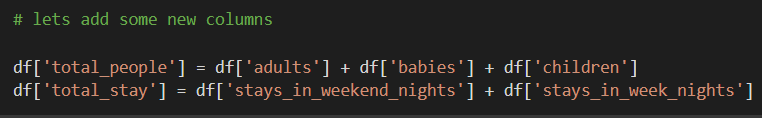 # lets add some new columns
df['total_people'] = df['adults'] + df['babies'] + df['children']
df['total_stay'] = df['stays_in_weekend_nights'] + df['stays_in_week_nights']